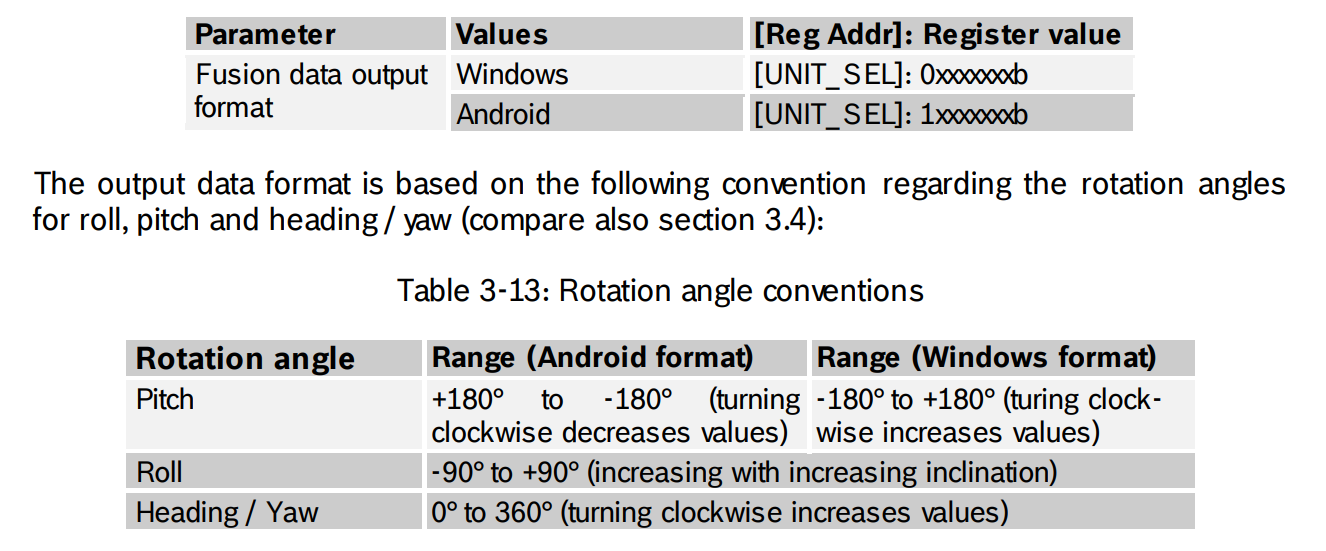 Parameter Values [Reg Addr]: Register value
Fusion data output format Windows [UNIT_SEL]: 0xxxxxxxb
Android [UNIT_SEL]: 1xxxxxxxb
The output data format is based on the following convention regarding the rotation angles
for roll, pitch and heading / yaw (compare also section 3.4):
Table 3-13: Rotation angle conventions
Rotation angle Range (Android format) Range (Windows format)
Pitch +180° to -180° (turning -180° to +180° (turing clock-
clockwise decreases values) wise increases values)
Roll -90° to +90° (increasing with increasing inclination)
Heading / Yaw 0° to 360° (turning clockwise increases values)